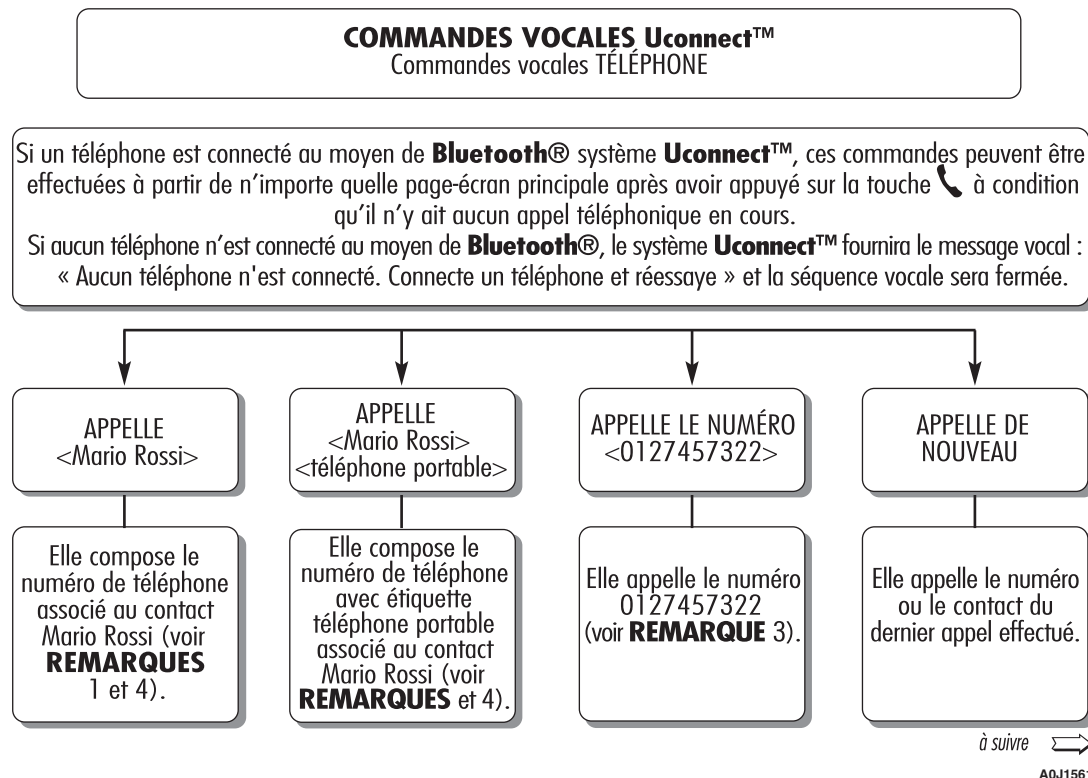 COMMANDES VOCALES Uconnect™
Commandes vocales TÉLÉPHONE
Si un téléphone est connecté au moyen de Bluetooth® système Uconnect™, ces commandes peuvent être
effectuées à partir de n’importe quelle page-écran principale après avoir appuyé sur la touche à condition
qu’il n’y ait aucun appel téléphonique en cours.
Si aucun téléphone n’est connecté au moyen de Bluetooth®, le système Uconnect™ fournira le message vocal :
« Aucun téléphone n'est connecté. Connecte un téléphone et réessaye » et la séquence vocale sera fermée.
APPELLE
<Mario Rossi>
APPELLE
<Mario Rossi>
<téléphone portable>
APPELLE LE NUMÉRO
<0127457322>
APPELLE DE
NOUVEAU
Elle compose le
numéro de téléphone
associé au contact
Mario Rossi (voir
REMARQUES
1 et 4).
Elle compose le
numéro de téléphone
avec étiquette
téléphone portable
associé au contact
Mario Rossi (voir
REMARQUES et 4).
Elle appelle le numéro
0127457322
(voir REMARQUE 3).
Elle appelle le numéro
ou le contact du
dernier appel effectué.
à suivre
A0J1561